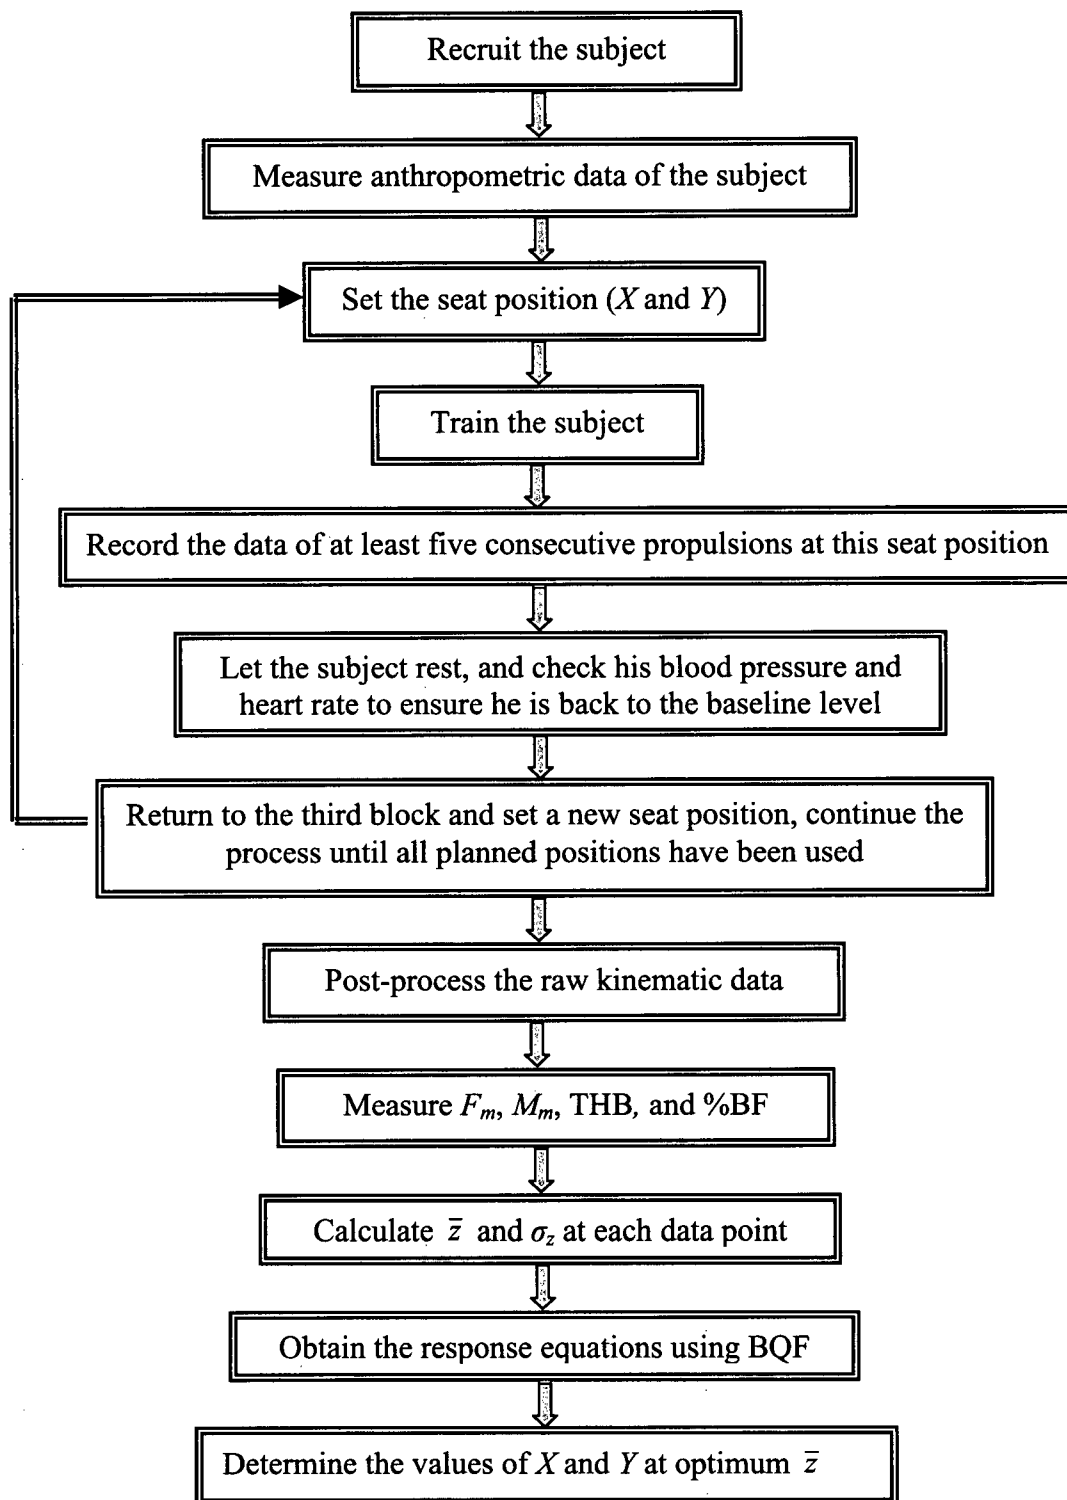 Recruit the subject
Measure anthropometric data of the subject
Set the seat position (X and Y)
Train the subject
Record the data of at least five consecutive propulsions at this seat position
Let the subject rest, and check his blood pressure and
heart rate to ensure he is back to the baseline level
Return to the third block and set a new seat position, continue the
process until all planned positions have been used
Post-process the raw kinematic data
Measure Fₘ, Mₘ, THB, and %BF
Calculate z̄ and σ_z at each data point
Obtain the response equations using BQF
Determine the values of X and Y at optimum z̄